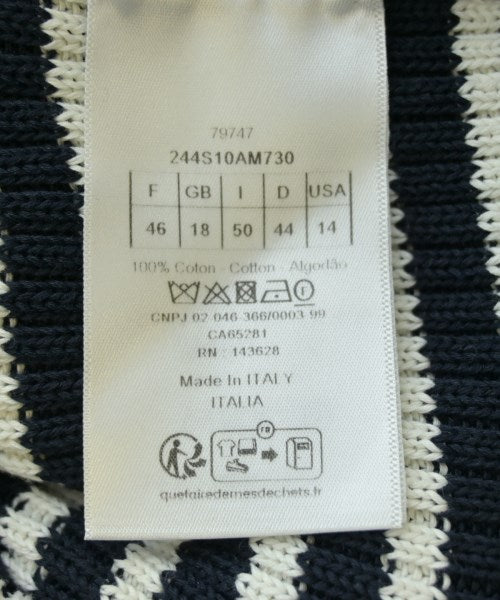 79747
244S10AM730
F GB I D USA
46 18 50 44 14
100% Coton - Cotton - Algodão
F
CNPJ 02 046 366/0003 99
CA65281
RN : 143628
Made In ITALY
ITALIA
FR
quefairedemesdechets.fr